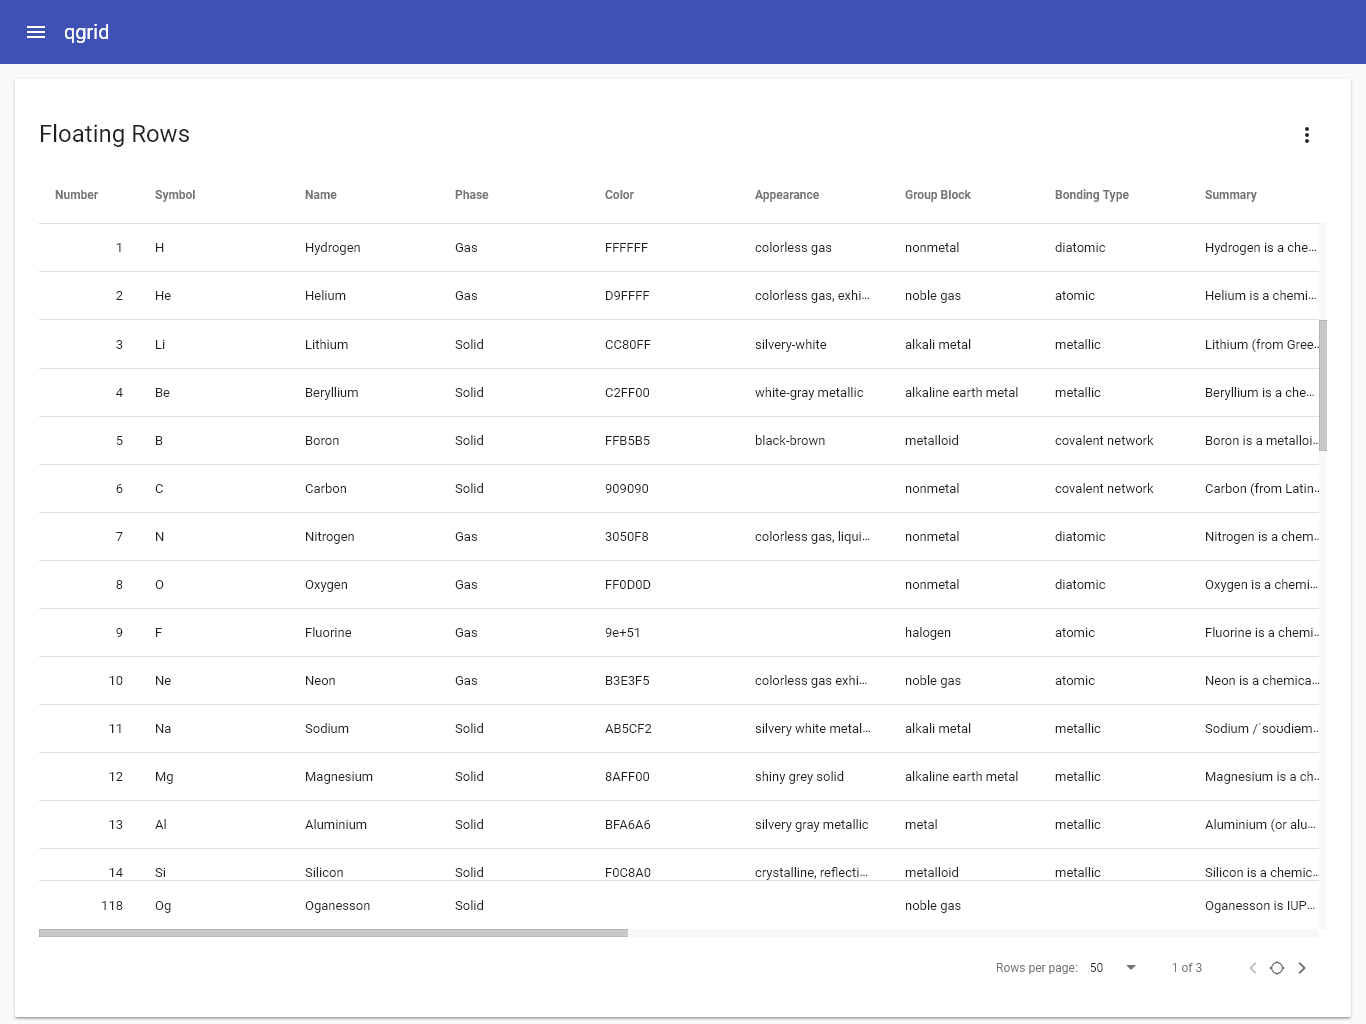 qgrid
Floating Rows
Number Symbol Name Phase Color Appearance Group Block Bonding Type Summary
1 H Hydrogen Gas FFFFFF colorless gas nonmetal diatomic Hydrogen is a che...
2 He Helium Gas D9FFFF colorless gas, exhi... noble gas atomic Helium is a chemi...
3 Li Lithium Solid CC80FF silvery-white alkali metal metallic Lithium (from Gree...
4 Be Beryllium Solid C2FF00 white-gray metallic alkaline earth metal metallic Beryllium is a che...
5 B Boron Solid FFB5B5 black-brown metalloid covalent network Boron is a metalloi...
6 C Carbon Solid 909090 nonmetal covalent network Carbon (from Latin...
7 N Nitrogen Gas 3050F8 colorless gas, liqui... nonmetal diatomic Nitrogen is a chem...
8 O Oxygen Gas FF0D0D nonmetal diatomic Oxygen is a chemi...
9 F Fluorine Gas 9e+51 halogen atomic Fluorine is a chemi...
10 Ne Neon Gas B3E3F5 colorless gas exhi... noble gas atomic Neon is a chemica...
11 Na Sodium Solid AB5CF2 silvery white metal... alkali metal metallic Sodium /ˈsoʊdiəm...
12 Mg Magnesium Solid 8AFF00 shiny grey solid alkaline earth metal metallic Magnesium is a ch...
13 Al Aluminium Solid BFA6A6 silvery gray metallic metal metallic Aluminium (or alu...
14 Si Silicon Solid F0C8A0 crystalline, reflecti... metalloid metallic Silicon is a chemic...
118 Og Oganesson Solid noble gas Oganesson is IUP...
Rows per page: 50 1 of 3